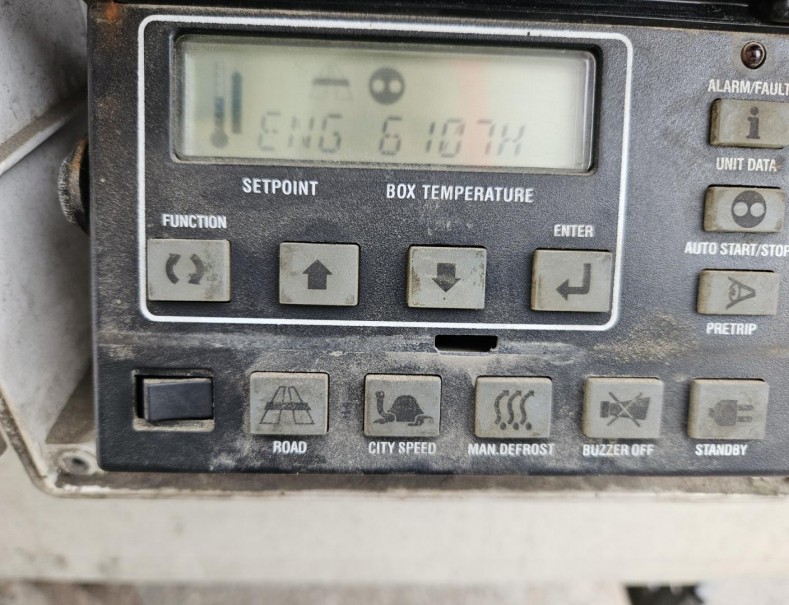 ENG 6107H
SETPOINT BOX TEMPERATURE
ALARM/FAULT
UNIT DATA
FUNCTION
ENTER
AUTO START/STOP
PRETRIP
ROAD
CITY SPEED
MAN.DEFROST
BUZZER OFF
STANDBY